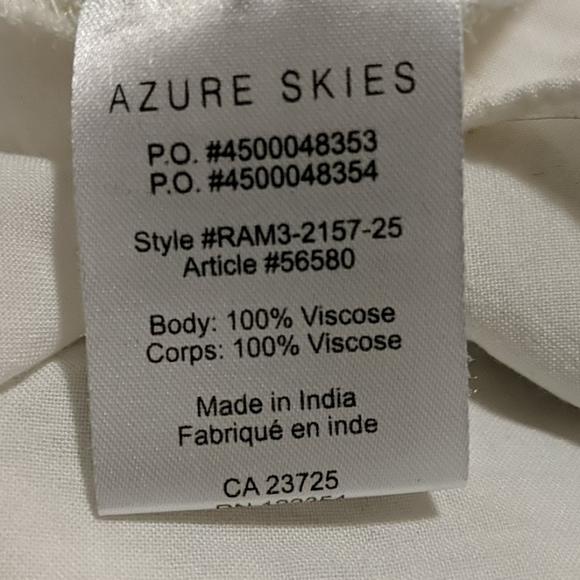 AZURE SKIES
P.O. #4500048353
P.O. #4500048354
Style #RAM3-2157-25
Article #56580
Body: 100% Viscose
Corps: 100% Viscose
Made in India
Fabriqué en inde
CA 23725